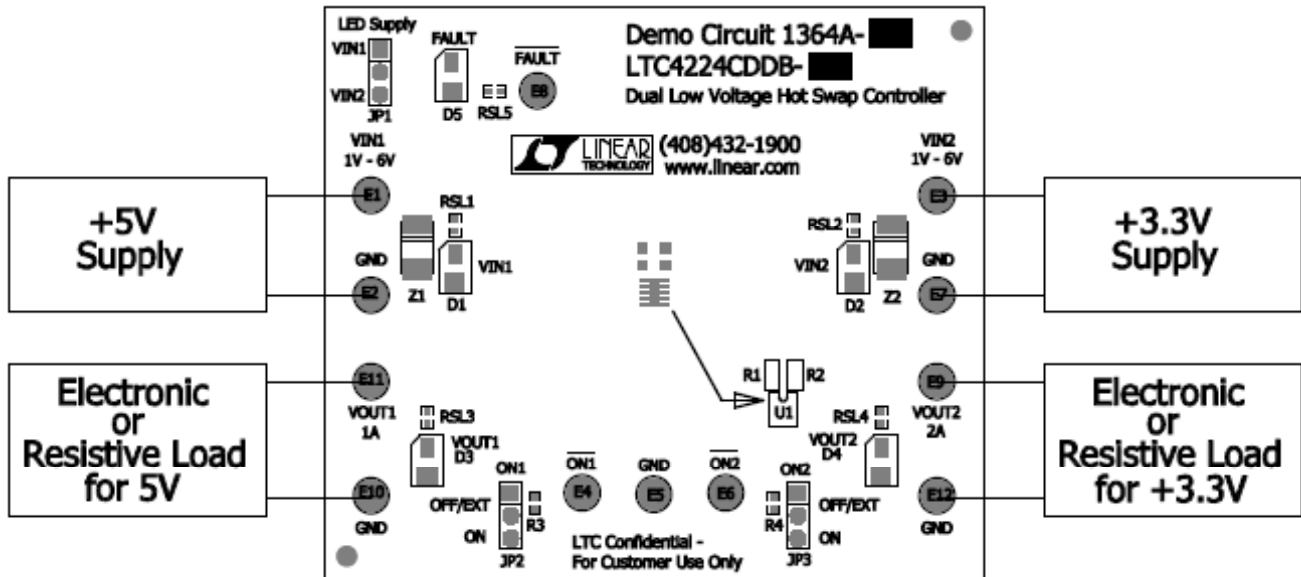 LED Supply
VIN1
VIN2
JP1
FAULT
D5
RSL5
FAULT
E8
Demo Circuit 1364A-
LTC4224CDDB-
Dual Low Voltage Hot Swap Controller
LINEAR
TECHNOLOGY
(408)432-1900
www.linear.com
VIN1
1V - 6V
E1
GND
E2
+5V
Supply
RSL1
Z1
VIN1
D1
VIN2
1V - 6V
E3
GND
E7
+3.3V
Supply
RSL2
VIN2
D2
Z2
R1
R2
U1
Electronic
or
Resistive Load
for 5V
E11
VOUT1
1A
E10
GND
RSL3
VOUT1
D3
ON1
OFF/EXT
ON
JP2
R3
ON1
E4
GND
E5
ON2
E6
LTC Confidential -
For Customer Use Only
ON2
OFF/EXT
ON
JP3
R4
RSL4
VOUT2
D4
E9
VOUT2
2A
E12
GND
Electronic
or
Resistive Load
for +3.3V